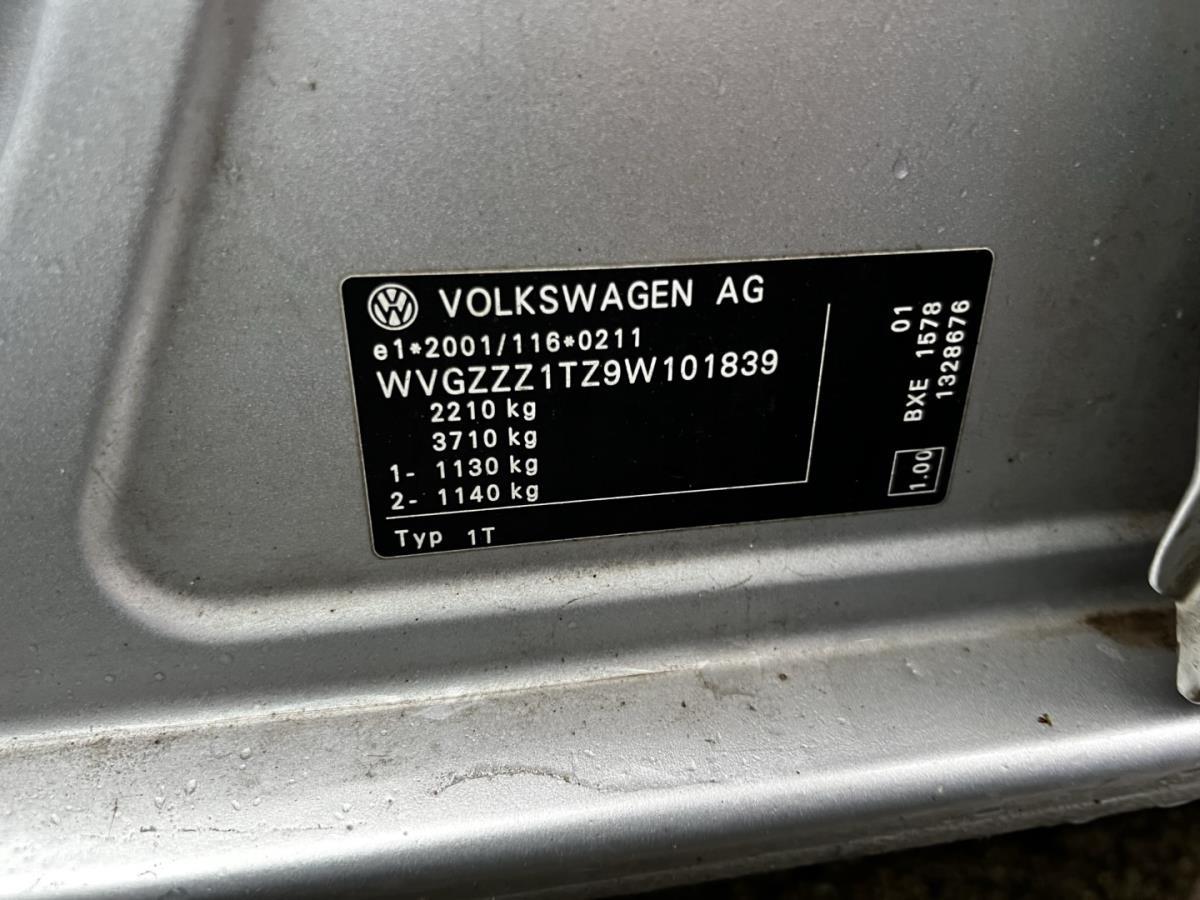 VOLKSWAGEN AG
e1*2001/116*0211
WVGZZZ1TZ9W101839
2210 kg
3710 kg
1- 1130 kg
2- 1140 kg
Typ 1T
01
BXE 1578
1328676
1.00